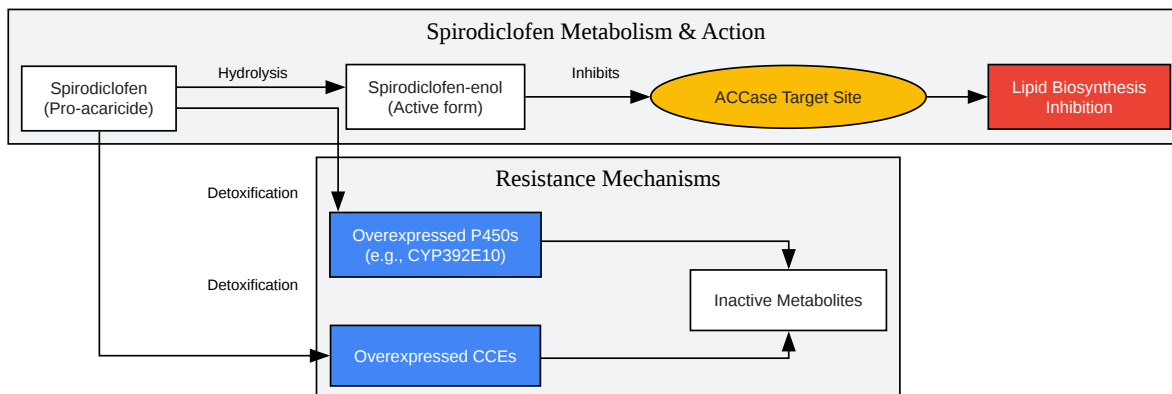 Spirodiclofen Metabolism & Action
Spirodiclofen
(Pro-acaricide)
Hydrolysis
Spirodiclofen-enol
(Active form)
Inhibits
ACCase Target Site
Lipid Biosynthesis
Inhibition
Resistance Mechanisms
Detoxification
Overexpressed P450s
(e.g., CYP392E10)
Detoxification
Inactive Metabolites
Overexpressed CCEs